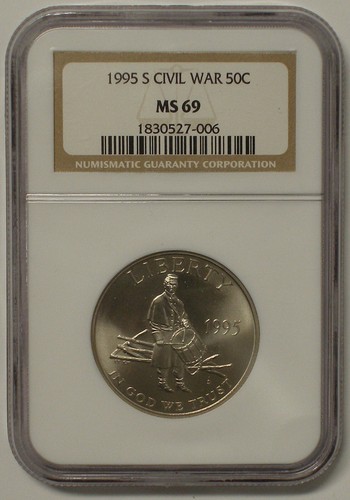 1995 S CIVIL WAR 50C
MS 69
1830527-006
NUMISMATIC GUARANTY CORPORATION
LIBERTY
1995
IN GOD WE TRUST